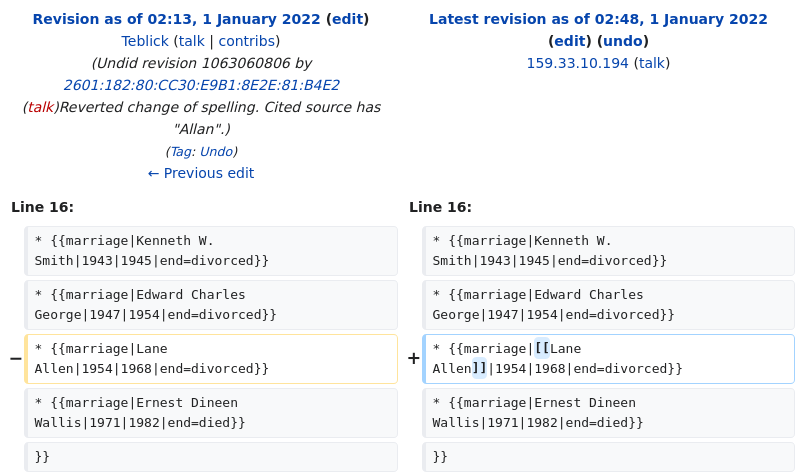 Revision as of 02:13, 1 January 2022 (edit)
Teblick (talk | contribs)
(Undid revision 1063060806 by
2601:182:80:CC30:E9B1:8E2E:81:B4E2
(talk)Reverted change of spelling. Cited source has
"Allan".)
(Tag: Undo)
← Previous edit
Latest revision as of 02:48, 1 January 2022
(edit) (undo)
159.33.10.194 (talk)
Line 16:
* {{marriage|Kenneth W.
Smith|1943|1945|end=divorced}}
* {{marriage|Edward Charles
George|1947|1954|end=divorced}}
− * {{marriage|Lane
Allen|1954|1968|end=divorced}}
* {{marriage|Ernest Dineen
Wallis|1971|1982|end=died}}
}}
Line 16:
* {{marriage|Kenneth W.
Smith|1943|1945|end=divorced}}
* {{marriage|Edward Charles
George|1947|1954|end=divorced}}
+ * {{marriage|[[Lane
Allen]]|1954|1968|end=divorced}}
* {{marriage|Ernest Dineen
Wallis|1971|1982|end=died}}
}}